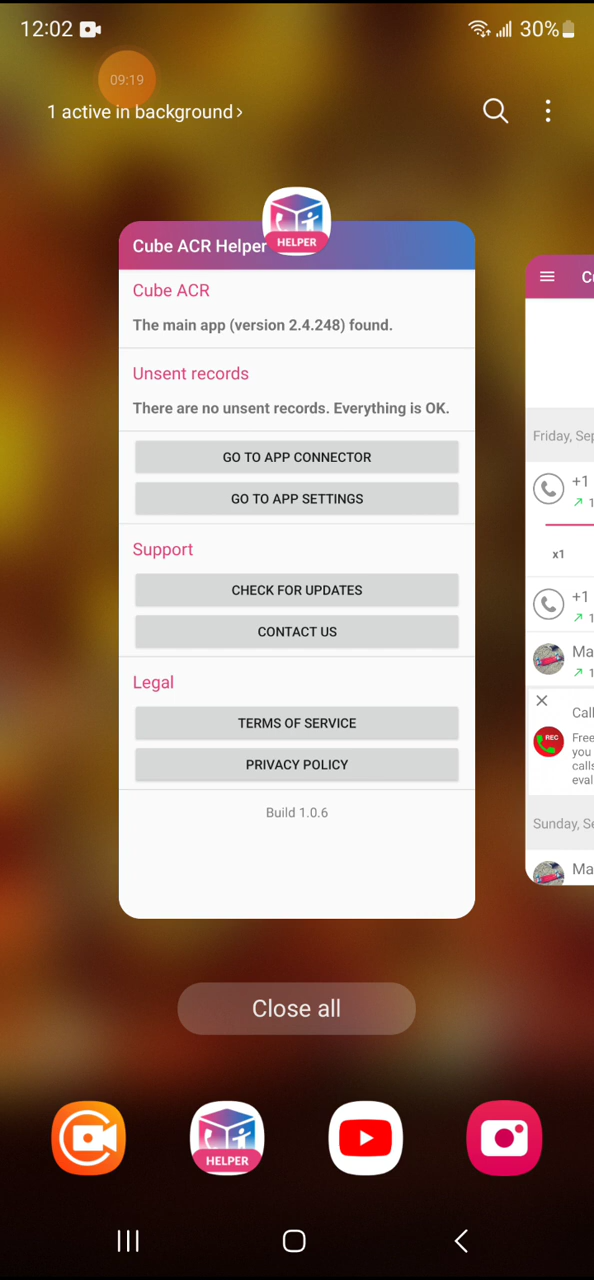 12:02
30%
09:19
1 active in background >
HELPER
Cube ACR Helper
Cube ACR
The main app (version 2.4.248) found.
Unsent records
There are no unsent records. Everything is OK.
GO TO APP CONNECTOR
GO TO APP SETTINGS
Support
CHECK FOR UPDATES
CONTACT US
Legal
TERMS OF SERVICE
PRIVACY POLICY
Build 1.0.6
Friday, Sep
+1
x1
+1
Ma
Call
REC
Free
you
calls
eval
Sunday, Se
Ma
Close all
HELPER